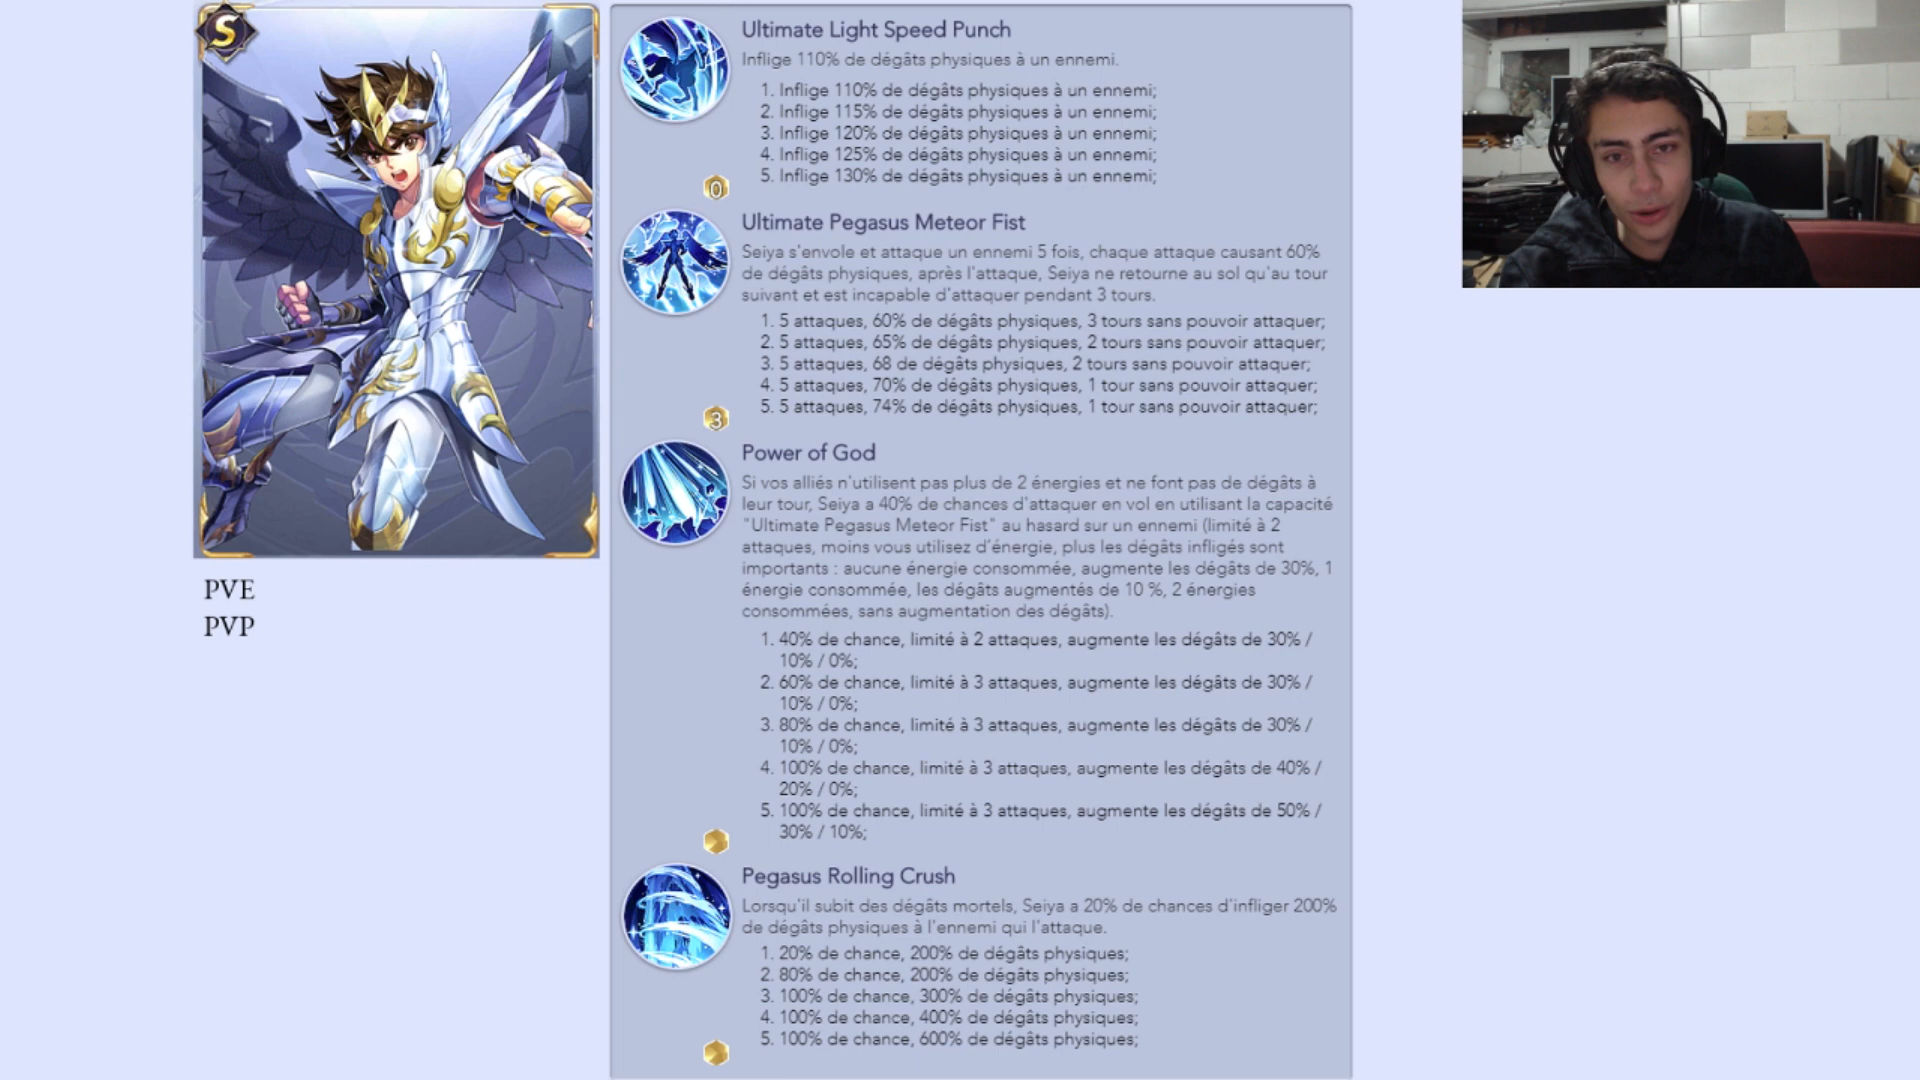 S
Ultimate Light Speed Punch
Inflige 110% de dégâts physiques à un ennemi.
1. Inflige 110% de dégâts physiques à un ennemi;
2. Inflige 115% de dégâts physiques à un ennemi;
3. Inflige 120% de dégâts physiques à un ennemi;
4. Inflige 125% de dégâts physiques à un ennemi;
5. Inflige 130% de dégâts physiques à un ennemi;
0
Ultimate Pegasus Meteor Fist
Seiya s'envole et attaque un ennemi 5 fois, chaque attaque causant 60%
de dégâts physiques, après l'attaque, Seiya ne retourne au sol qu'au tour
suivant et est incapable d'attaquer pendant 3 tours.
1. 5 attaques, 60% de dégâts physiques, 3 tours sans pouvoir attaquer;
2. 5 attaques, 65% de dégâts physiques, 2 tours sans pouvoir attaquer;
3. 5 attaques, 68 de dégâts physiques, 2 tours sans pouvoir attaquer;
4. 5 attaques, 70% de dégâts physiques, 1 tour sans pouvoir attaquer;
5. 5 attaques, 74% de dégâts physiques, 1 tour sans pouvoir attaquer;
3
Power of God
Si vos alliés n'utilisent pas plus de 2 énergies et ne font pas de dégâts à
leur tour, Seiya a 40% de chances d'attaquer en vol en utilisant la capacité
"Ultimate Pegasus Meteor Fist" au hasard sur un ennemi (limité à 2
attaques, moins vous utilisez d'énergie, plus les dégâts infligés sont
importants : aucune énergie consommée, augmente les dégâts de 30%, 1
énergie consommée, les dégâts augmentés de 10 %, 2 énergies
consommées, sans augmentation des dégâts).
1. 40% de chance, limité à 2 attaques, augmente les dégâts de 30% /
10% / 0%;
2. 60% de chance, limité à 3 attaques, augmente les dégâts de 30% /
10% / 0%;
3. 80% de chance, limité à 3 attaques, augmente les dégâts de 30% /
10% / 0%;
4. 100% de chance, limité à 3 attaques, augmente les dégâts de 40% /
20% / 0%;
5. 100% de chance, limité à 3 attaques, augmente les dégâts de 50% /
30% / 10%;
Pegasus Rolling Crush
Lorsqu'il subit des dégâts mortels, Seiya a 20% de chances d'infliger 200%
de dégâts physiques à l'ennemi qui l'attaque.
1. 20% de chance, 200% de dégâts physiques;
2. 80% de chance, 200% de dégâts physiques;
3. 100% de chance, 300% de dégâts physiques;
4. 100% de chance, 400% de dégâts physiques;
5. 100% de chance, 600% de dégâts physiques;
PVE
PVP